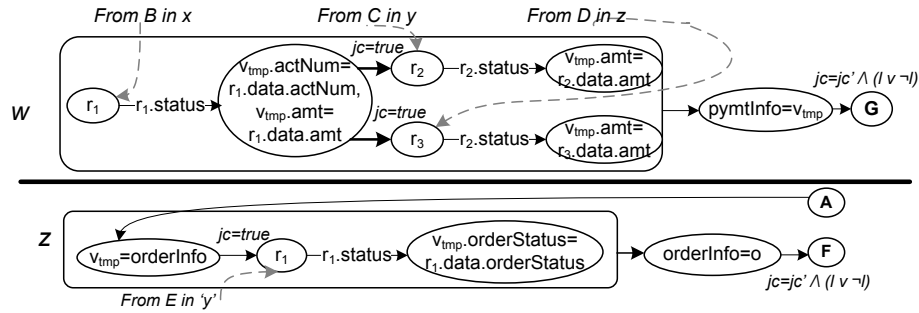 From B in x
From C in y
From D in z
W
r1
r1.status
vtmp.actNum=
r1.data.actNum,
vtmp.amt=
r1.data.amt
jc=true
r2
r2.status
vtmp.amt=
r2.data.amt
jc=true
r3
r2.status
vtmp.amt=
r3.data.amt
pymtInfo=vtmp
jc=jc' ∧ (l v ¬l)
G
A
Z
vtmp=orderInfo
jc=true
r1
r1.status
vtmp.orderStatus=
r1.data.orderStatus
orderInfo=o
F
jc=jc' ∧ (l v ¬l)
From E in 'y'